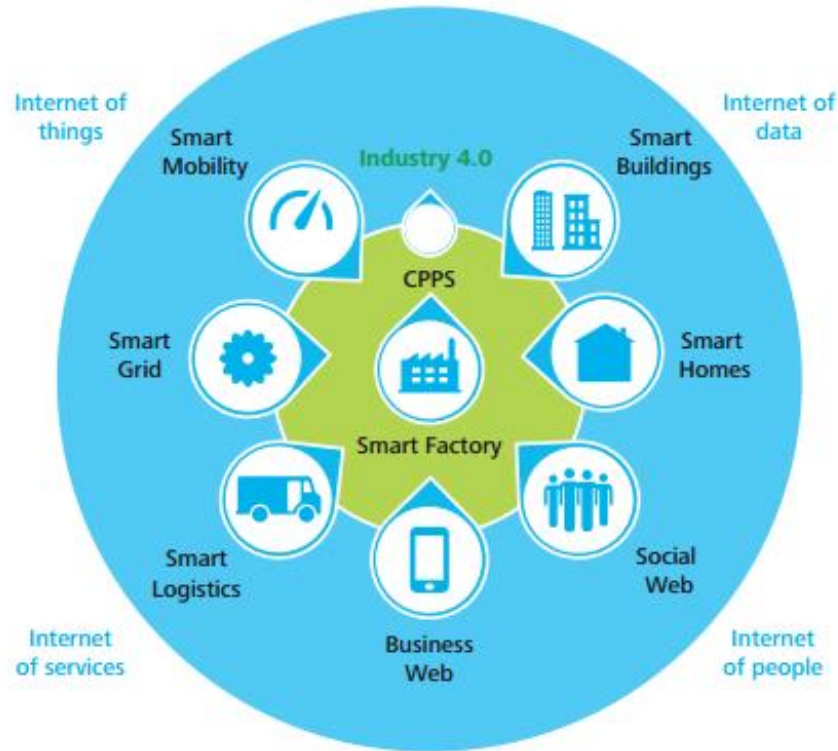 Internet of
things
Internet of
data
Smart
Mobility
Industry 4.0
Smart
Buildings
CPPS
Smart
Grid
Smart
Homes
Smart Factory
Smart
Logistics
Social
Web
Business
Web
Internet
of services
Internet
of people